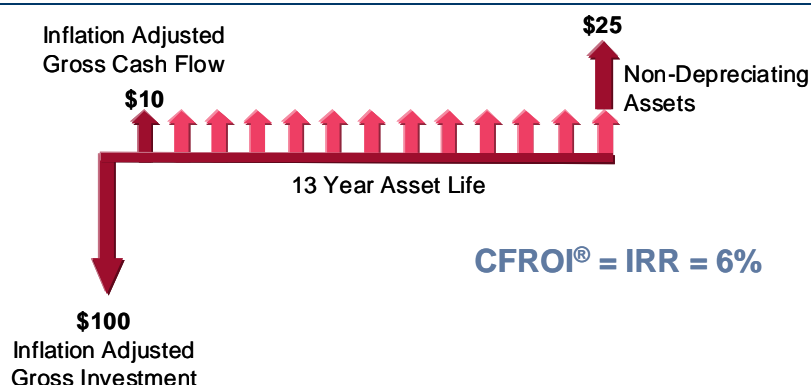 Inflation Adjusted
Gross Cash Flow
$10
$25
Non-Depreciating
Assets
13 Year Asset Life
CFROI® = IRR = 6%
$100
Inflation Adjusted
Gross Investment